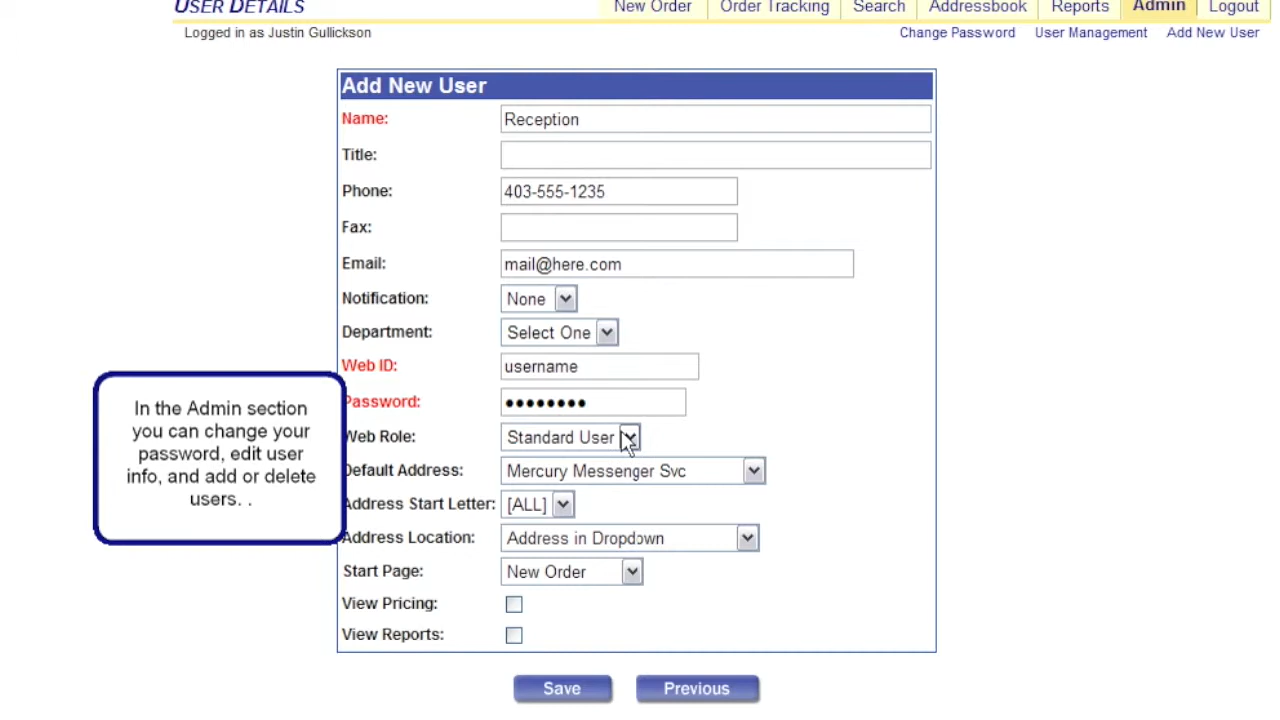 USER DETAILS
New Order Order Tracking Search Addressbook Reports Admin Logout
Logged in as Justin Gullickson
Change Password User Management Add New User
Add New User
Name: Reception
Title:
Phone: 403-555-1235
Fax:
Email: mail@here.com
Notification: None
Department: Select One
Web ID: username
Password: ••••••••
Web Role: Standard User
Default Address: Mercury Messenger Svc
Address Start Letter: [ALL]
Address Location: Address in Dropdown
Start Page: New Order
View Pricing:
View Reports:
In the Admin section
you can change your
password, edit user
info, and add or delete
users. .
Save Previous